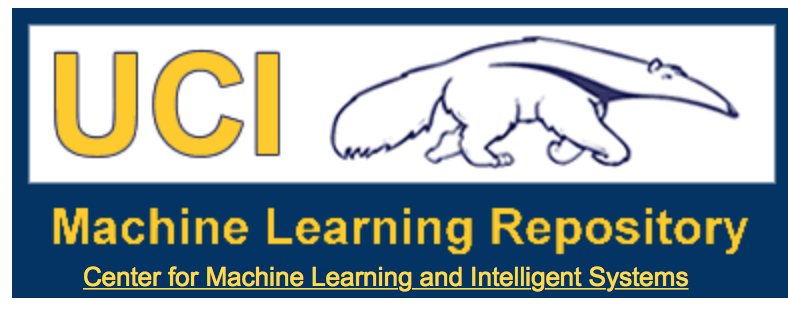 UCI
Machine Learning Repository
Center for Machine Learning and Intelligent Systems